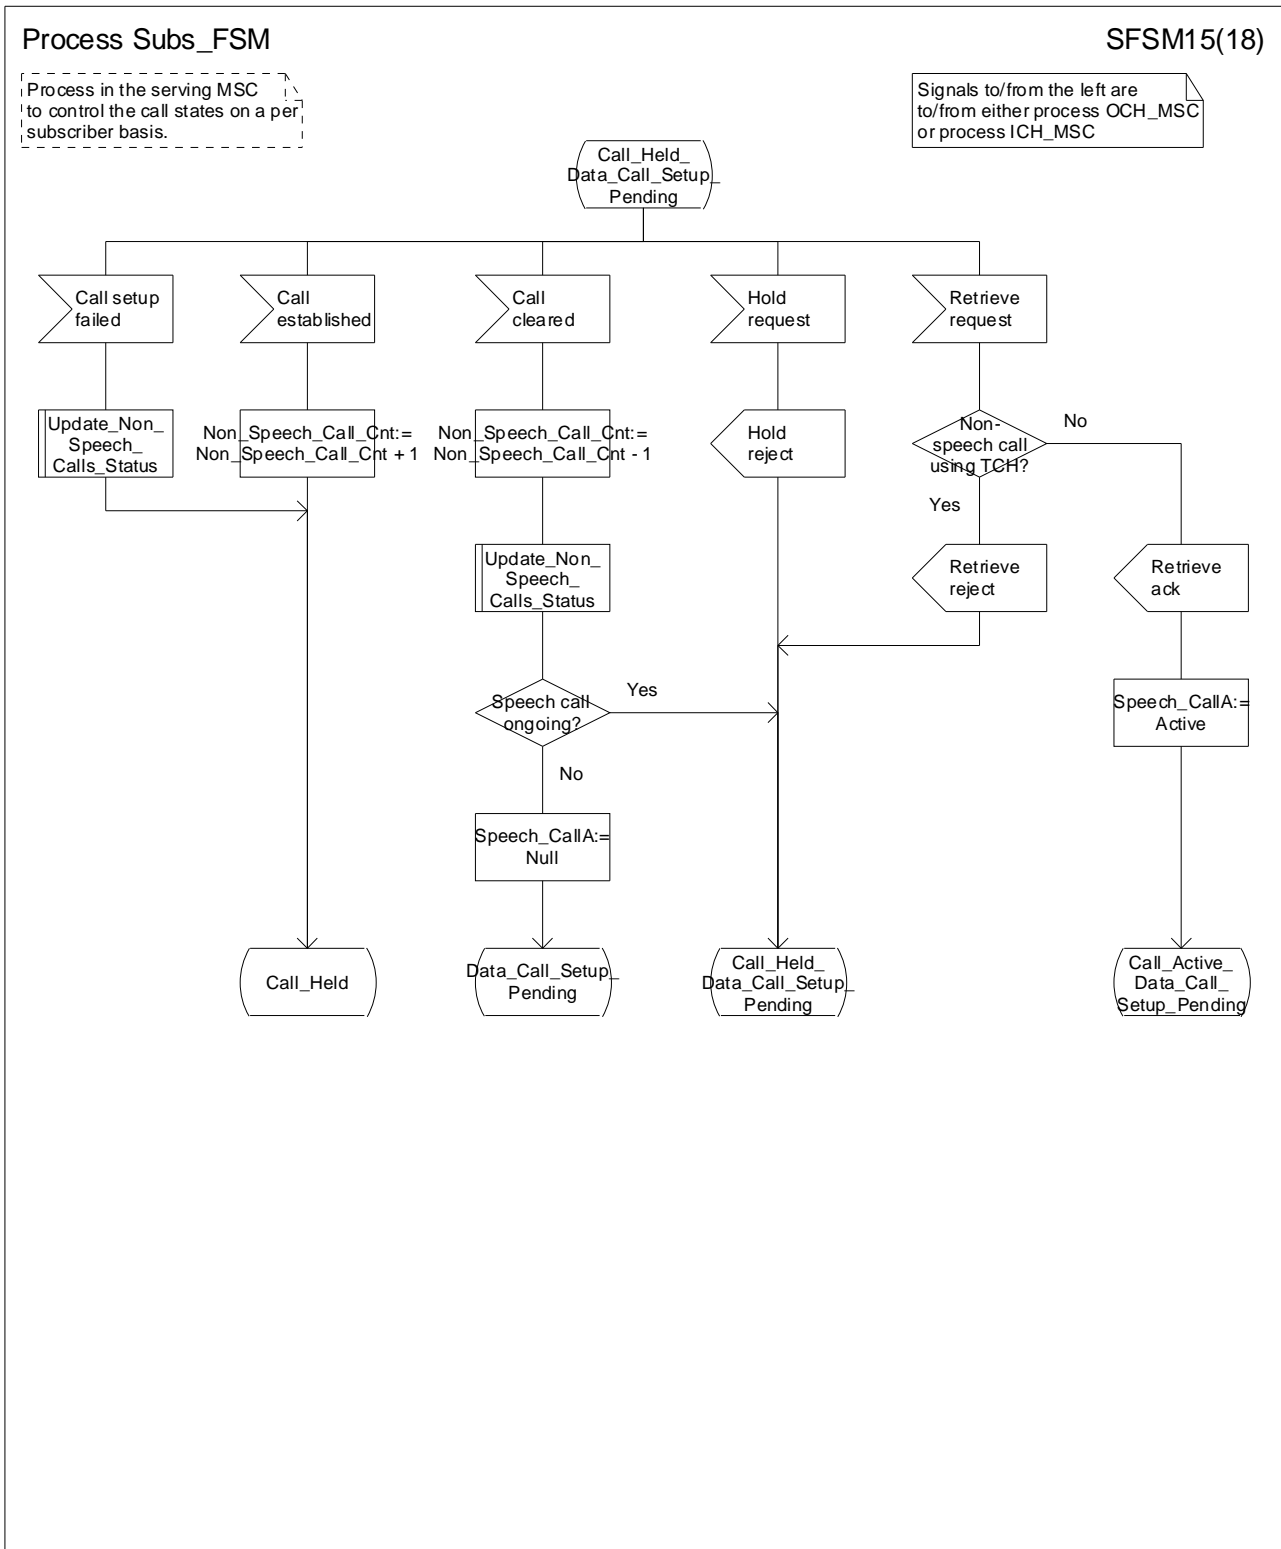 Process Subs_FSM
SFSM15(18)
Process in the serving MSC
to control the call states on a per
subscriber basis.
Signals to/from the left are
to/from either process OCH_MSC
or process ICH_MSC
Call_Held_
Data_Call_Setup_
Pending
Call setup
failed
Call
established
Call
cleared
Hold
request
Retrieve
request
Update_Non_
Speech_
Calls_Status
Non_Speech_Call_Cnt:=
Non_Speech_Call_Cnt + 1
Non_Speech_Call_Cnt:=
Non_Speech_Call_Cnt - 1
Hold
reject
Non-
speech call
using TCH?
No
Yes
Update_Non_
Speech_
Calls_Status
Retrieve
reject
Retrieve
ack
Speech call
ongoing?
Yes
No
Speech_CallA:=
Active
Speech_CallA:=
Null
Call_Held
Data_Call_Setup_
Pending
Call_Held_
Data_Call_Setup_
Pending
Call_Active_
Data_Call_
Setup_Pending